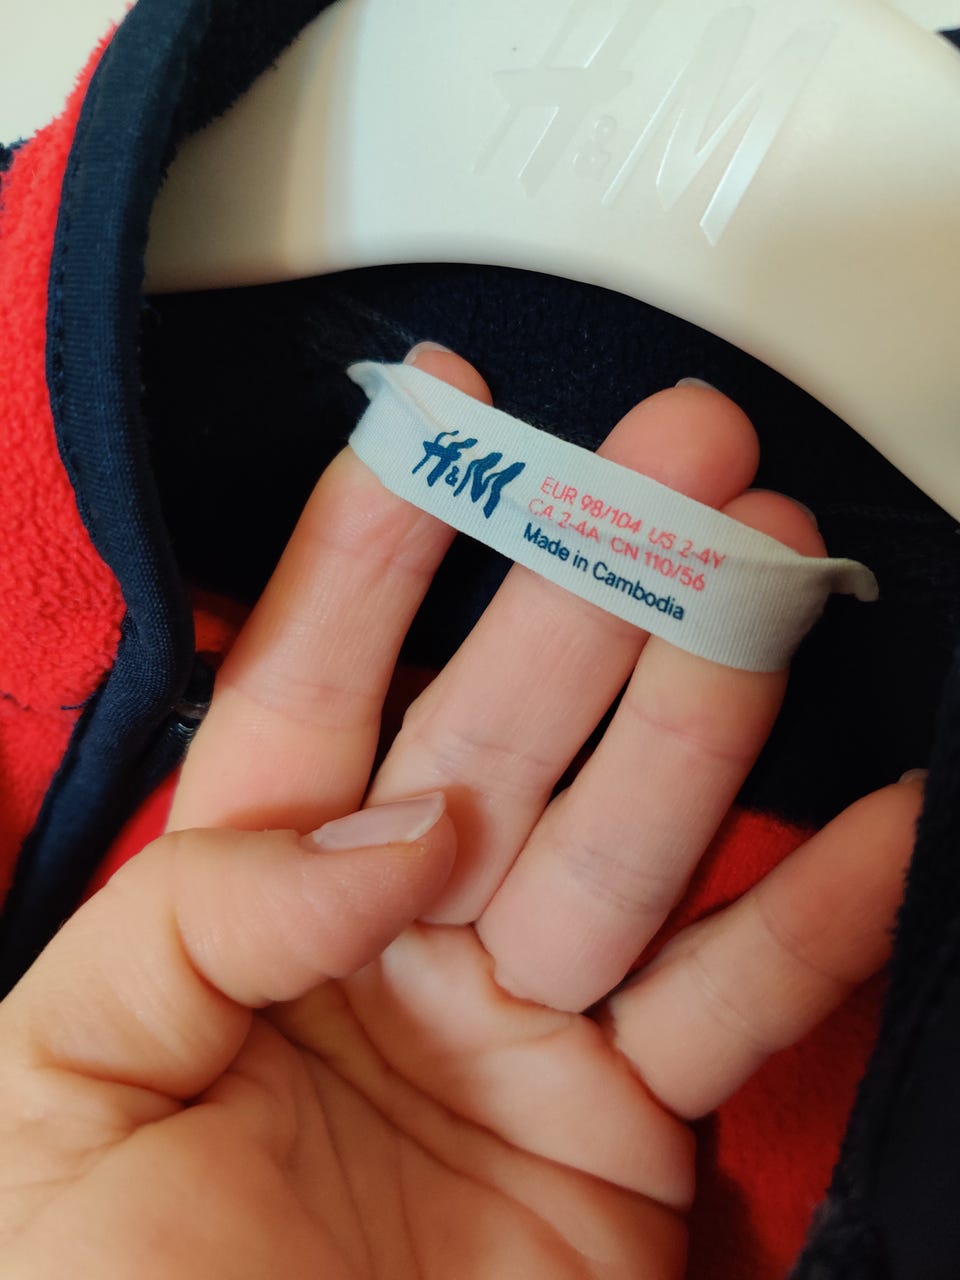 H&M
H&M
EUR 98/104 US 2-4Y
CA 2-4A CN 110/56
Made in Cambodia